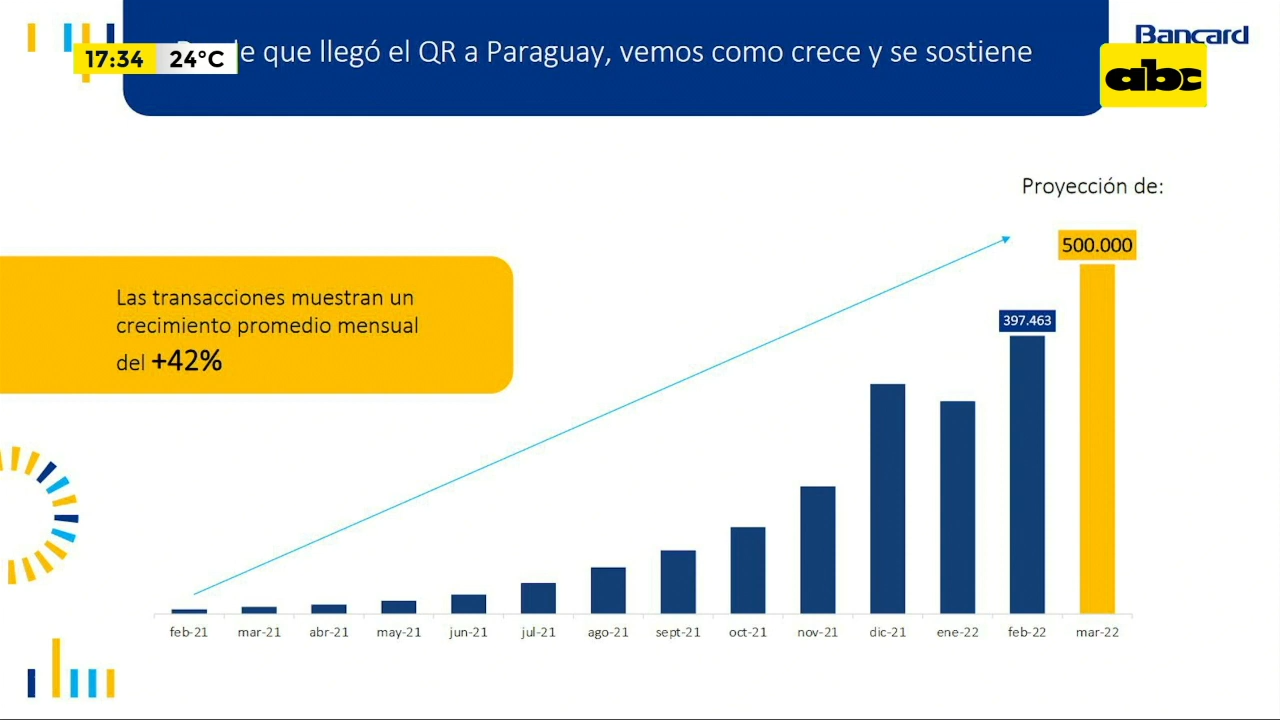 17:34 24°C
que llegó el QR a Paraguay, vemos como crece y se sostiene
Bancard
abc
Proyección de:
500.000
Las transacciones muestran un
crecimiento promedio mensual
del +42%
397.463
feb-21 mar-21 abr-21 may-21 jun-21 jul-21 ago-21 sept-21 oct-21 nov-21 dic-21 ene-22 feb-22 mar-22